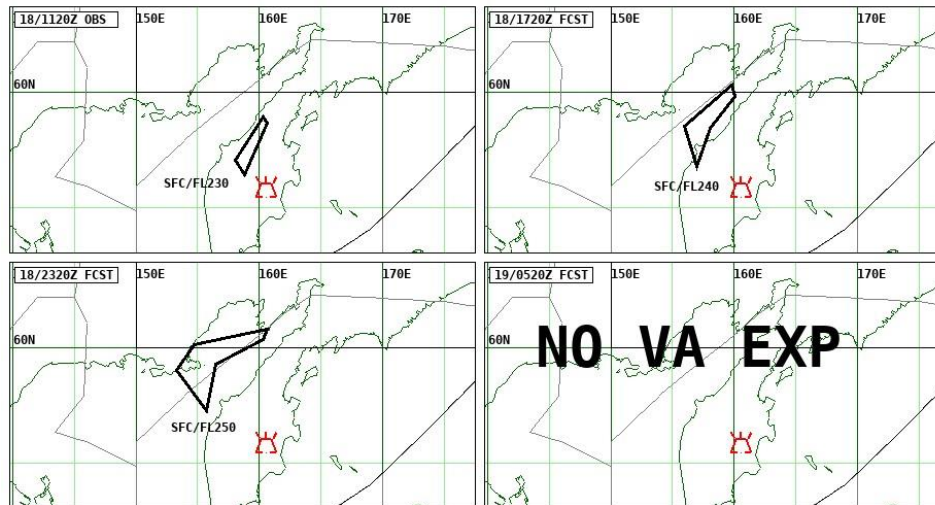 18/1120Z OBS
150E
160E
170E
60N
SFC/FL230
18/1720Z FCST
150E
160E
170E
60N
SFC/FL240
18/2320Z FCST
150E
160E
170E
60N
SFC/FL250
19/0520Z FCST
150E
160E
170E
60N
NO VA EXP